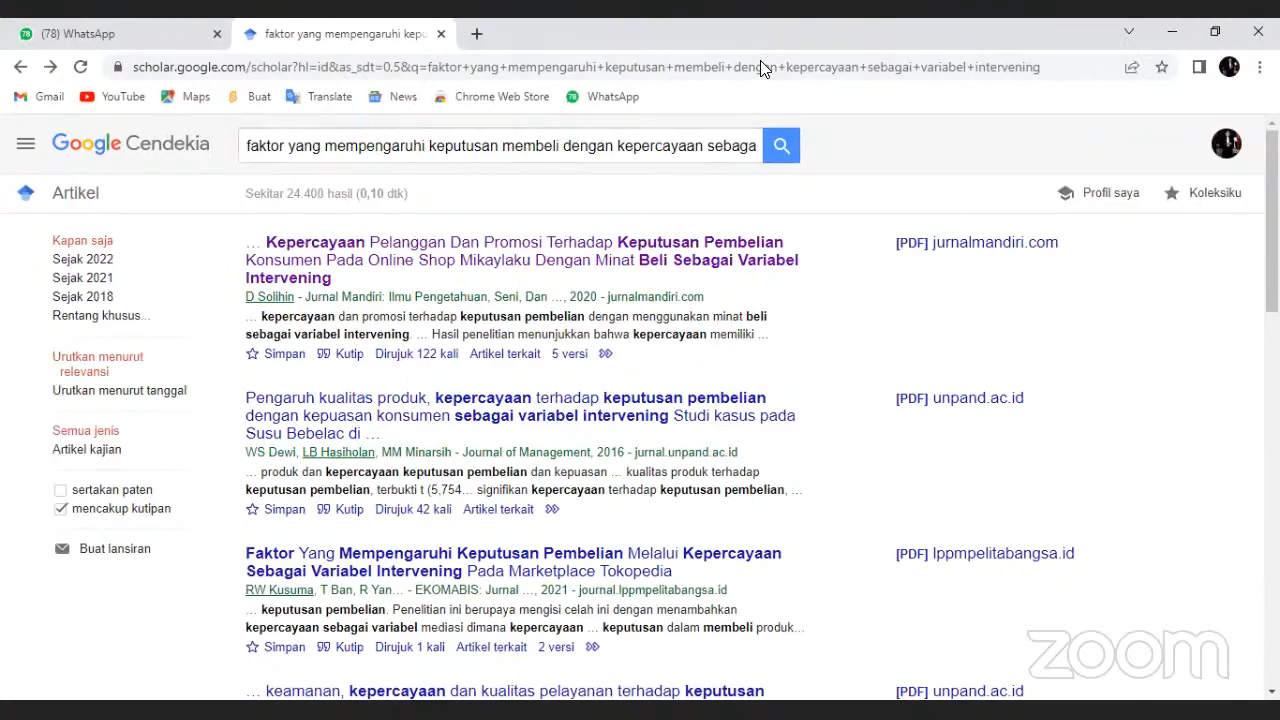 (78) WhatsApp
faktor yang mempengaruhi kepu
scholar.google.com/scholar?hl=id&as_sdt=0.5&q=faktor+yang+mempengaruhi+keputusan+membeli+dengan+kepercayaan+sebagai+variabel+intervening
Gmail YouTube Maps Buat Translate News Chrome Web Store WhatsApp
Google Cendekia
faktor yang mempengaruhi keputusan membeli dengan kepercayaan sebaga
Artikel
Sekitar 24.400 hasil (0,10 dtk)
Profil saya
Koleksiku
Kapan saja
Sejak 2022
Sejak 2021
Sejak 2018
Rentang khusus...
Urutkan menurut
relevansi
Urutkan menurut tanggal
Semua jenis
Artikel kajian
sertakan paten
mencakup kutipan
Buat lansiran
... Kepercayaan Pelanggan Dan Promosi Terhadap Keputusan Pembelian
Konsumen Pada Online Shop Mikaylaku Dengan Minat Beli Sebagai Variabel
Intervening
D Solihin - Jurnal Mandiri: Ilmu Pengetahuan, Seni, Dan ..., 2020 - jurnalmandiri.com
... kepercayaan dan promosi terhadap keputusan pembelian dengan menggunakan minat beli
sebagai variabel intervening. ... Hasil penelitian menunjukkan bahwa kepercayaan memiliki ...
Simpan Kutip Dirujuk 122 kali Artikel terkait 5 versi
[PDF] jurnalmandiri.com
Pengaruh kualitas produk, kepercayaan terhadap keputusan pembelian
dengan kepuasan konsumen sebagai variabel intervening Studi kasus pada
Susu Bebelac di ...
WS Dewi, LB Hasiholan, MM Minarsih - Journal of Management, 2016 - jurnal.unpand.ac.id
... produk dan kepercayaan keputusan pembelian dan kepuasan ... kualitas produk terhadap
keputusan pembelian, terbukti t (5,754... signifikan kepercayaan terhadap keputusan pembelian, ...
Simpan Kutip Dirujuk 42 kali Artikel terkait
[PDF] unpand.ac.id
Faktor Yang Mempengaruhi Keputusan Pembelian Melalui Kepercayaan
Sebagai Variabel Intervening Pada Marketplace Tokopedia
RW Kusuma, T Ban, R Yan... - EKOMABIS: Jurnal ..., 2021 - journal.lppmpelitabangsa.id
... keputusan pembelian. Penelitian ini berupaya mengisi celah ini dengan menambahkan
kepercayaan sebagai variabel mediasi dimana kepercayaan ... keputusan dalam membeli produk...
Simpan Kutip Dirujuk 1 kali Artikel terkait 2 versi
[PDF] lppmpelitabangsa.id
... keamanan, kepercayaan dan kualitas pelayanan terhadap keputusan
[PDF] unpand.ac.id
zoom